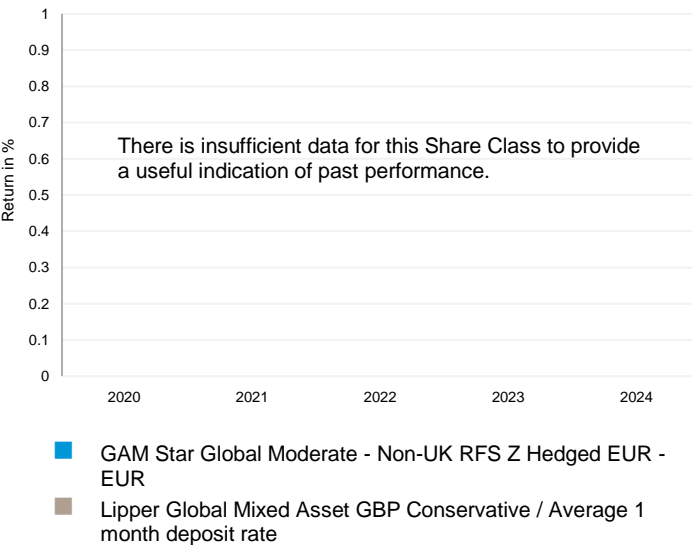 1
0.9
0.8
0.7
There is insufficient data for this Share Class to provide
0.6
a useful indication of past performance.
Return in %
0.5
0.4
0.3
0.2
0.1
0
2020 2021 2022 2023 2024
GAM Star Global Moderate - Non-UK RFS Z Hedged EUR -
EUR
Lipper Global Mixed Asset GBP Conservative / Average 1
month deposit rate